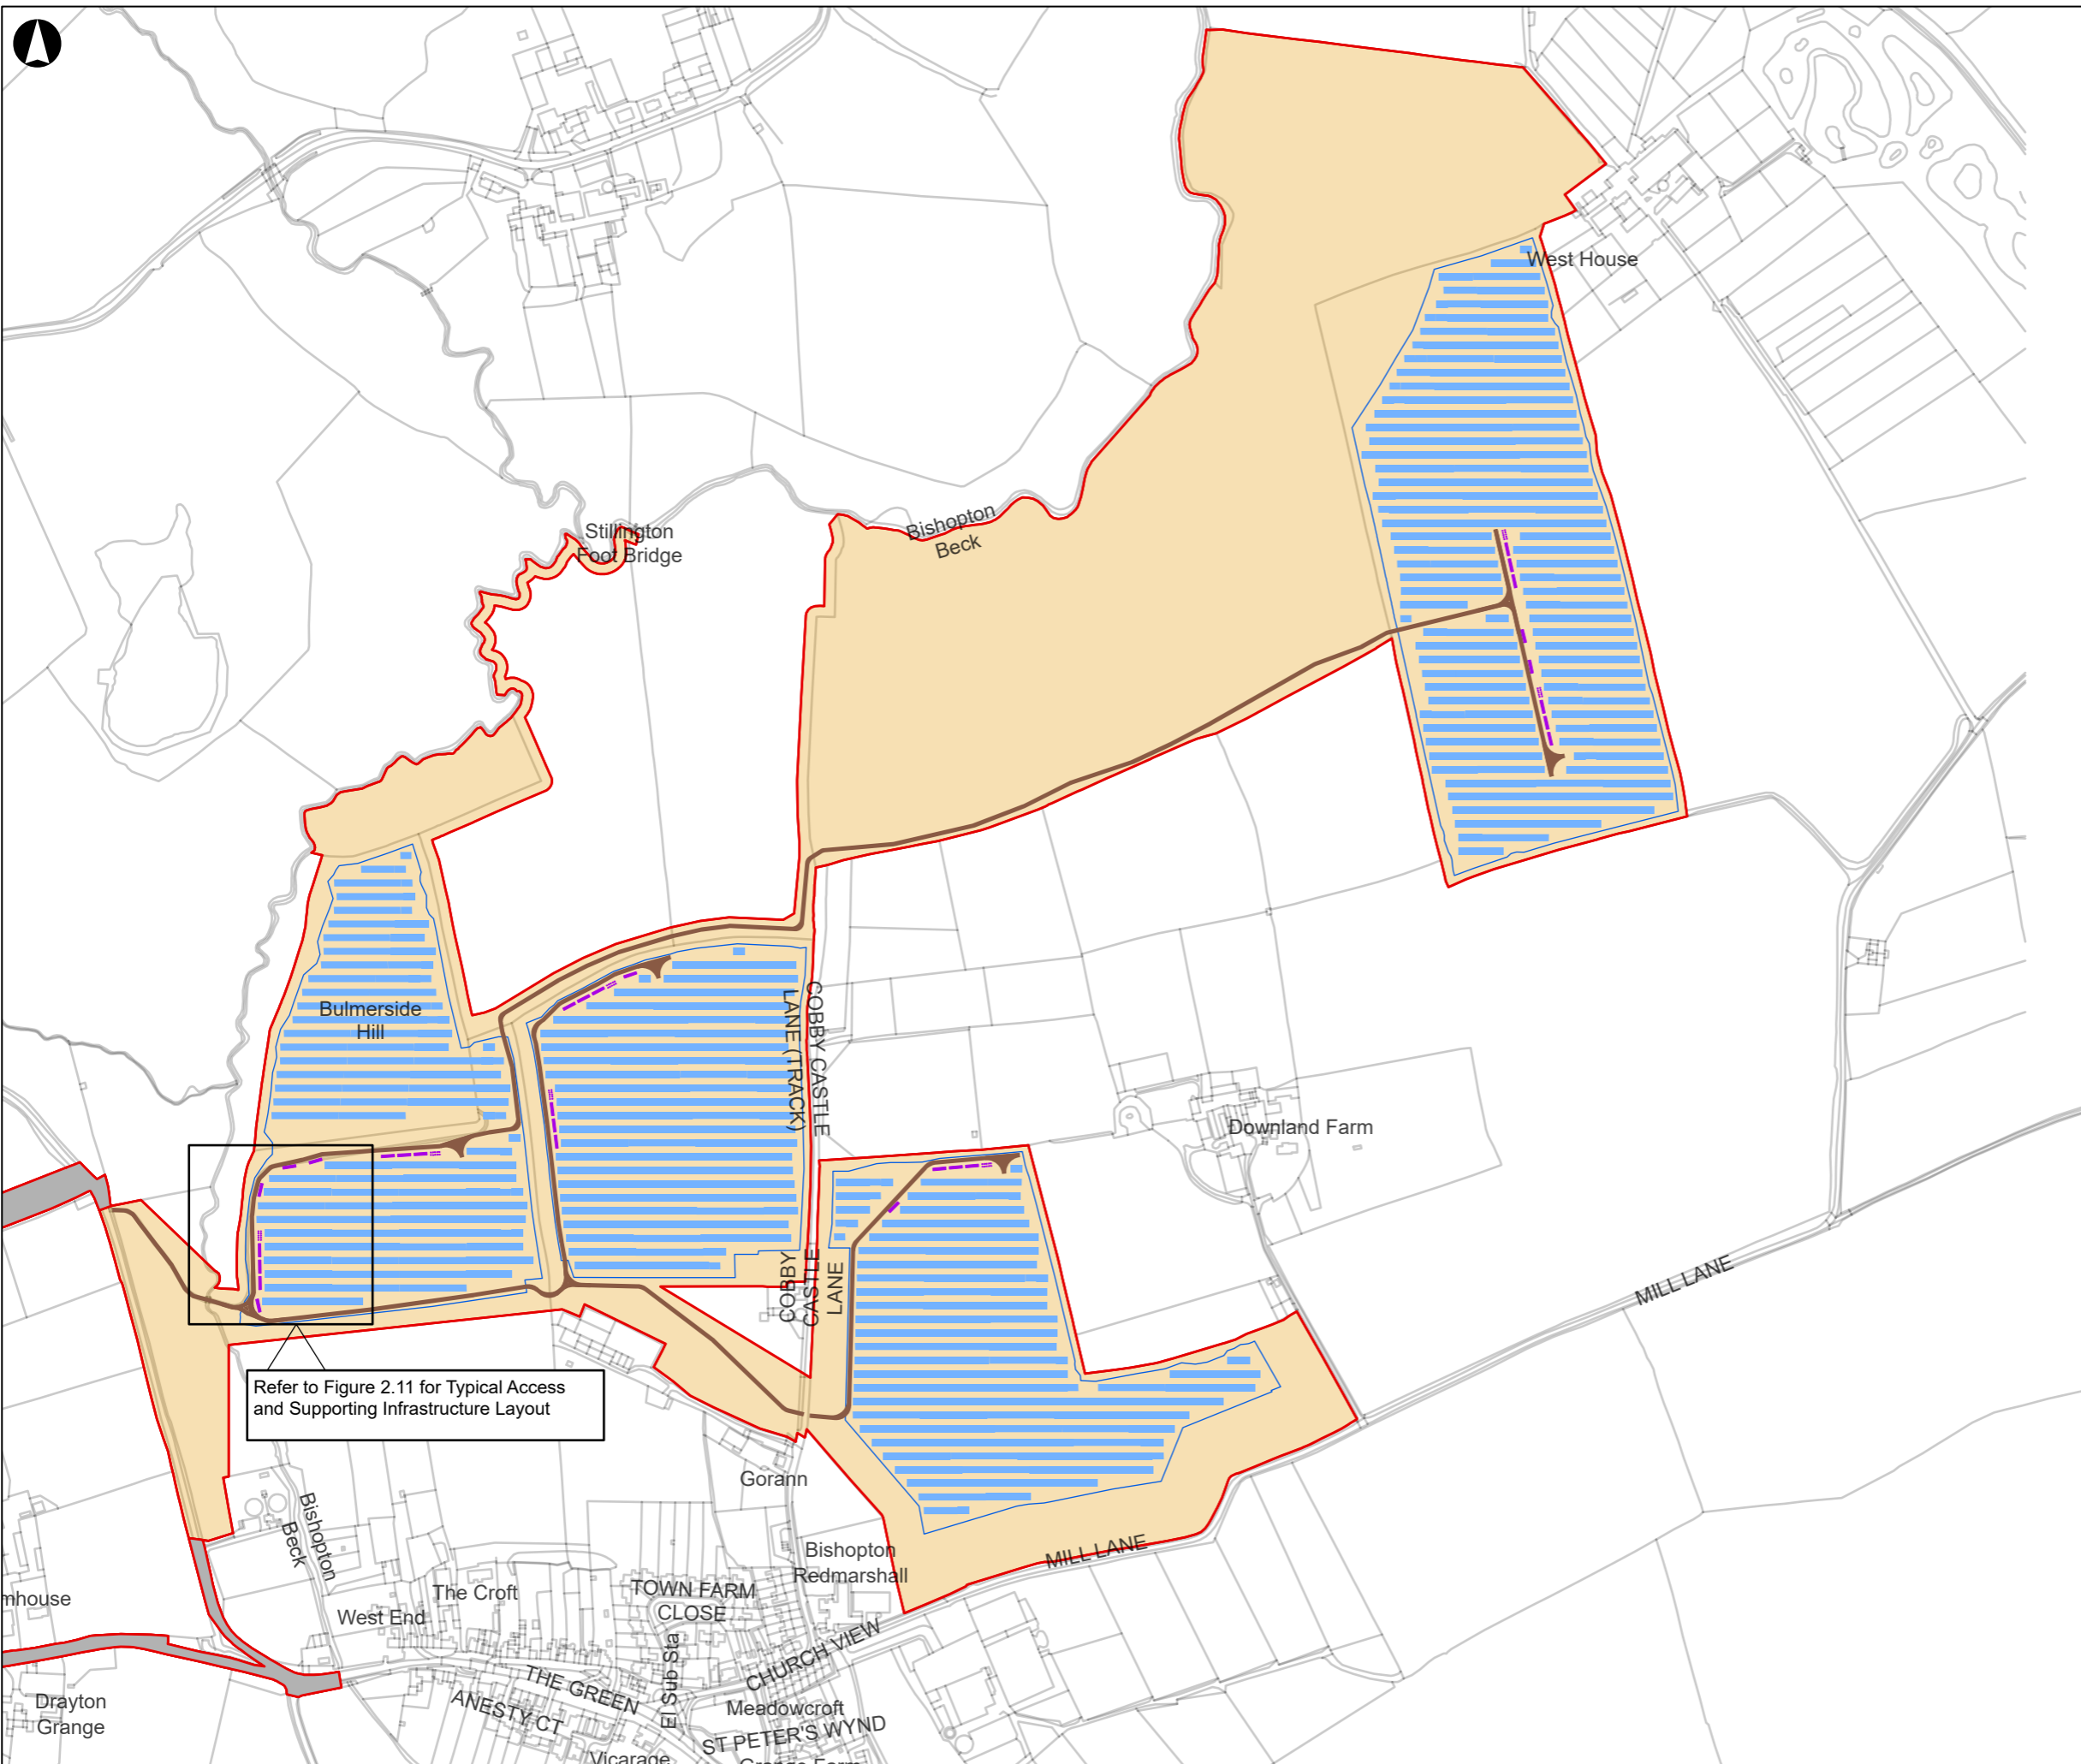 West House
Stillington
Foot Bridge
Bishopton
Beck
Bulmerside
Hill
COBBY CASTLE
LANE (TRACK)
Downland Farm
COBBY
CASTLE
LANE
MILL LANE
Refer to Figure 2.11 for Typical Access
and Supporting Infrastructure Layout
Gorann
Bishopton
Beck
Bishopton
Redmarshall
MILL LANE
The Croft
West End
TOWN FARM
CLOSE
mhouse
El Sub Sta
CHURCH VIEW
THE GREEN
ANESTY CT
Drayton
Grange
Meadowcroft
ST PETER'S WYND
Vicarage
Grange Farm